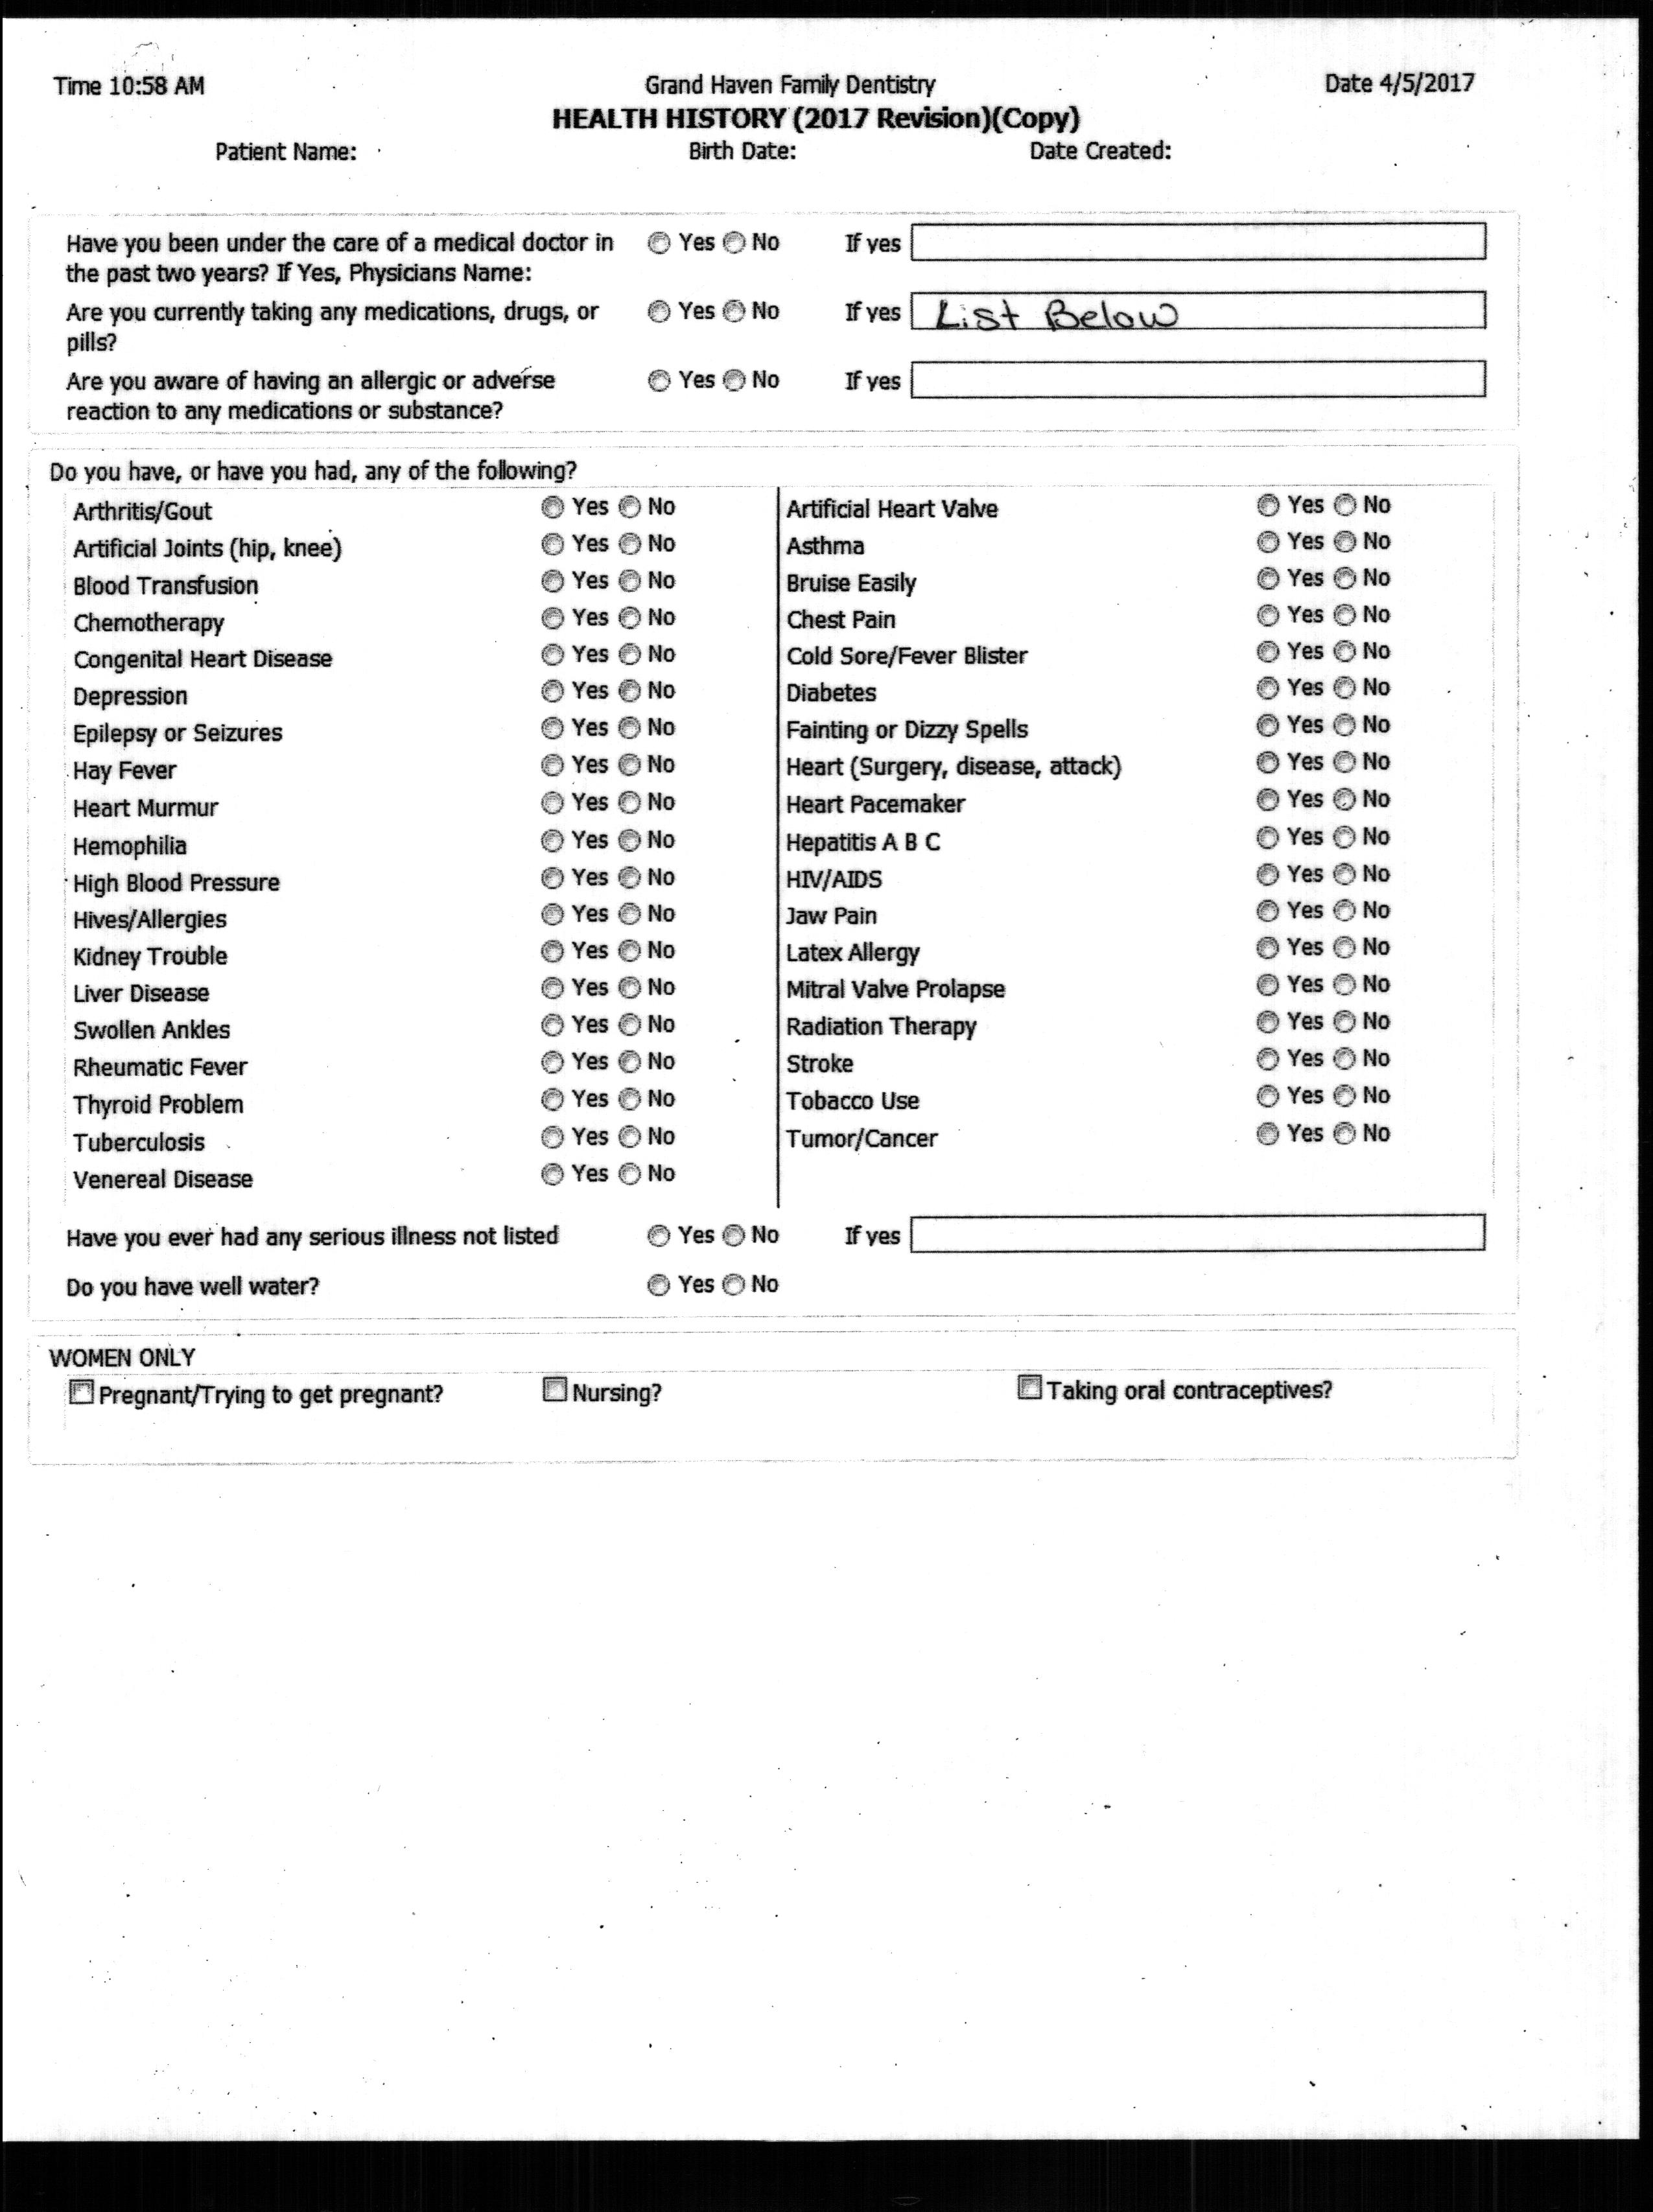 Time 10:58 AM Grand Haven Family Dentistry Date 4/5/2017
HEALTH HISTORY (2017 Revision)(Copy)
Patient Name: Birth Date: Date Created:
Have you been under the care of a medical doctor in Yes No If yes
the past two years? If Yes, Physicians Name:
Are you currently taking any medications, drugs, or Yes No If yes List Below
pills?
Are you aware of having an allergic or adverse Yes No If yes
reaction to any medications or substance?
Do you have, or have you had, any of the following?
Arthritis/Gout Yes No Artificial Heart Valve Yes No
Artificial Joints (hip, knee) Yes No Asthma Yes No
Blood Transfusion Yes No Bruise Easily Yes No
Chemotherapy Yes No Chest Pain Yes No
Congenital Heart Disease Yes No Cold Sore/Fever Blister Yes No
Depression Yes No Diabetes Yes No
Epilepsy or Seizures Yes No Fainting or Dizzy Spells Yes No
Hay Fever Yes No Heart (Surgery, disease, attack) Yes No
Heart Murmur Yes No Heart Pacemaker Yes No
Hemophilia Yes No Hepatitis A B C Yes No
High Blood Pressure Yes No HIV/AIDS Yes No
Hives/Allergies Yes No Jaw Pain Yes No
Kidney Trouble Yes No Latex Allergy Yes No
Liver Disease Yes No Mitral Valve Prolapse Yes No
Swollen Ankles Yes No Radiation Therapy Yes No
Rheumatic Fever Yes No Stroke Yes No
Thyroid Problem Yes No Tobacco Use Yes No
Tuberculosis Yes No Tumor/Cancer Yes No
Venereal Disease Yes No
Have you ever had any serious illness not listed Yes No If yes
Do you have well water? Yes No
WOMEN ONLY
Pregnant/Trying to get pregnant? Nursing? Taking oral contraceptives?